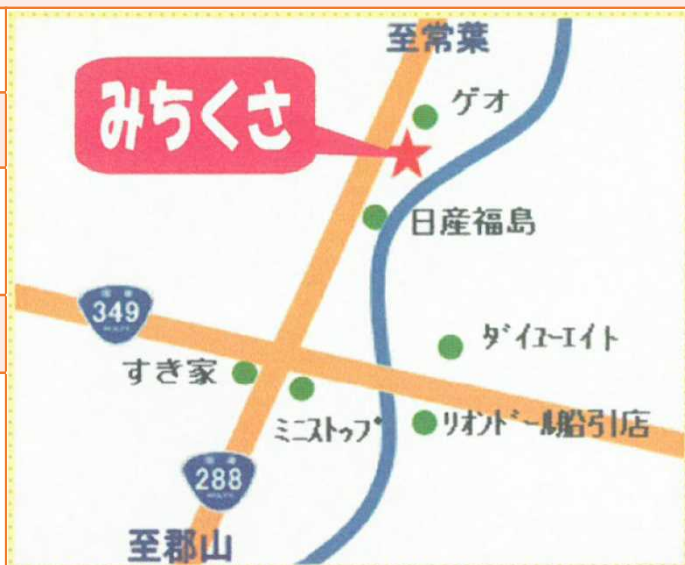 至常葉
ゲオ
みちくさ
日産福島
349
ダイユーエイト
すき家
ミニストップ
リオンドール船引店
288
至郡山